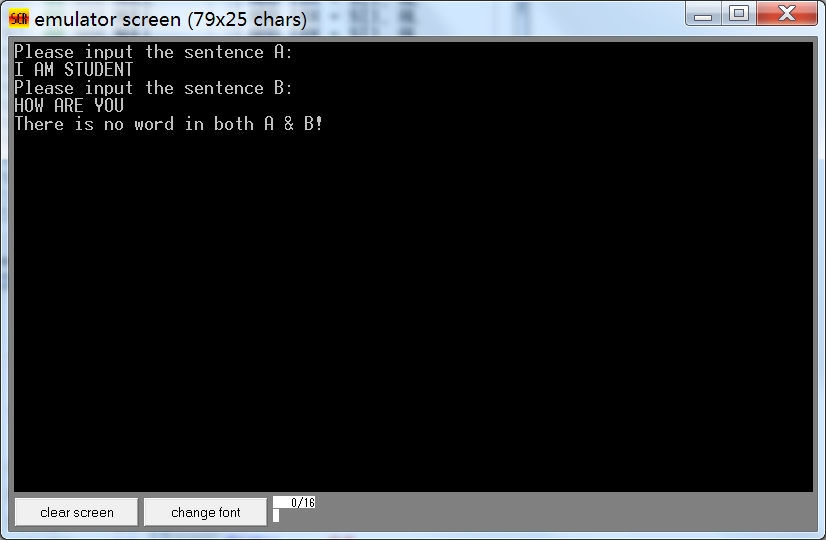 SCR emulator screen (79x25 chars)
Please input the sentence A:
I AM STUDENT
Please input the sentence B:
HOW ARE YOU
There is no word in both A & B!
clear screen change font 0/16